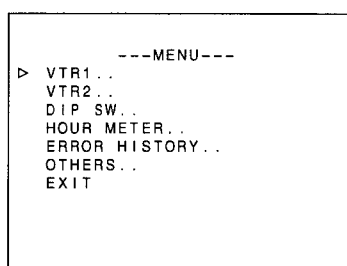 ---MENU---
▷ VTR1..
VTR2..
DIP SW..
HOUR METER..
ERROR HISTORY..
OTHERS..
EXIT